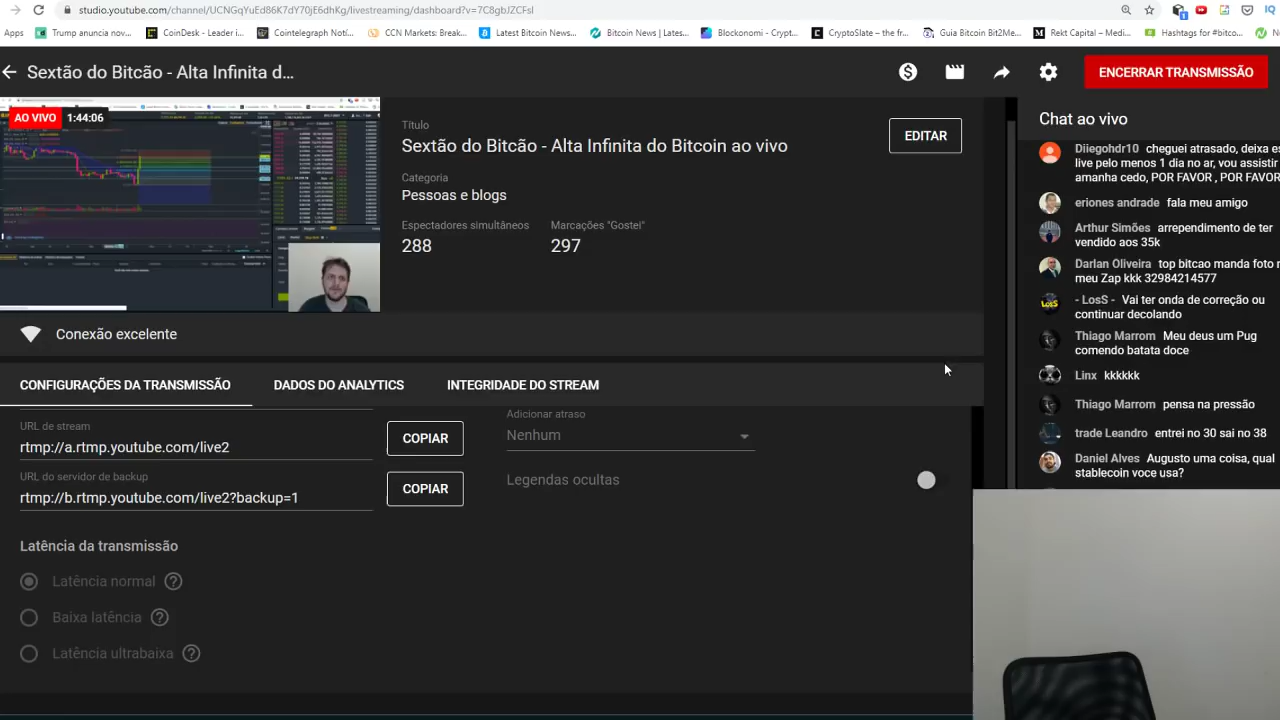 studio.youtube.com/channel/UCNGqYuEd86K7dY70jE6dhKg/livestreaming/dashboard?v=7C8gbJZCFsI
Apps
Trump anuncia nov...
CoinDesk - Leader i...
Cointelegraph Notí...
CCN Markets: Break...
Latest Bitcoin News...
Bitcoin News | Lates...
Blockonomi - Crypt...
CryptoSlate – the fr...
Guia Bitcoin Bit2Me...
Rekt Capital – Medi...
Hashtags for #bitco...
Sextão do Bitcão - Alta Infinita d...
ENCERRAR TRANSMISSÃO
AO VIVO 1:44:06
Título
Sextão do Bitcão - Alta Infinita do Bitcoin ao vivo
EDITAR
Categoria
Pessoas e blogs
Espectadores simultâneos
288
Marcações "Gostei"
297
Conexão excelente
CONFIGURAÇÕES DA TRANSMISSÃO
DADOS DO ANALYTICS
INTEGRIDADE DO STREAM
URL de stream
rtmp://a.rtmp.youtube.com/live2
COPIAR
URL do servidor de backup
rtmp://b.rtmp.youtube.com/live2?backup=1
COPIAR
Adicionar atraso
Nenhum
Legendas ocultas
Latência da transmissão
Latência normal
Baixa latência
Latência ultrabaixa
Chat ao vivo
Diiegondr10 chegua atrasado, deixa es
live pelo menos 1 dia no ar, vou assistir
amanha cedo, POR FAVOR , POR FAVOR
eriones andrade fala meu amigo
Arthur Simões arrependimento de ter
vendido aos 35k
Darlan Oliveira top bitcao manda foto n
meu Zap kkk 32984214577
- LosS - Vai ter onda de correção ou
continuar decolando
Thiago Marrom Meu deus um Pug
comendo batata doce
Linx kkkkkk
Thiago Marrom pensa na pressão
trade Leandro entrei no 30 sai no 38
Daniel Alves Augusto uma coisa, qual
stablecoin voce usa?